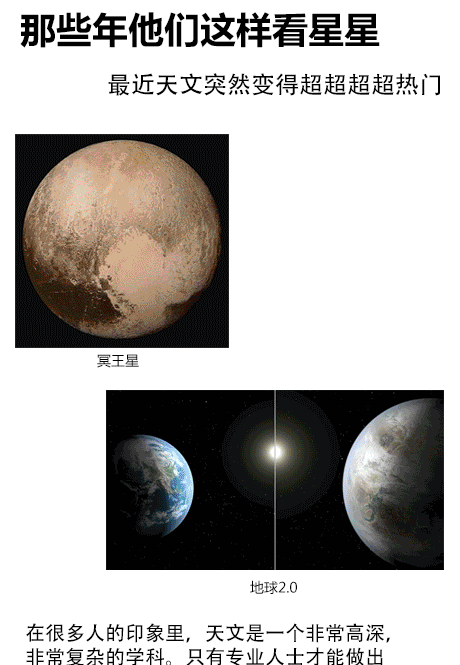 那些年他们这样看星星
最近天文突然变得超超超超热门
冥王星
地球2.0
在很多人的印象里，天文是一个非常高深，
非常复杂的学科。只有专业人士才能做出